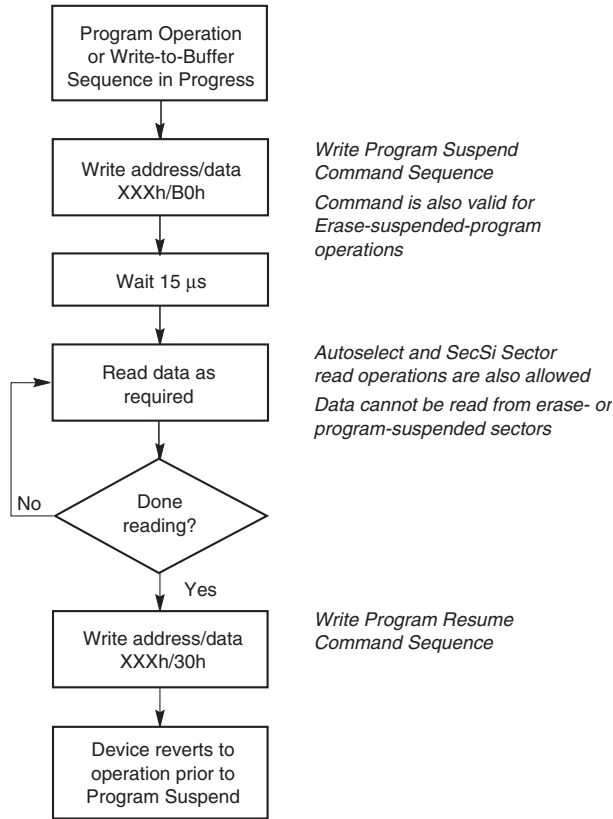 Program Operation
or Write-to-Buffer
Sequence in Progress
Write address/data
XXXh/B0h
Write Program Suspend
Command Sequence
Command is also valid for
Erase-suspended-program
operations
Wait 15 μs
Read data as
required
Autoselect and SecSi Sector
read operations are also allowed
Data cannot be read from erase- or
program-suspended sectors
No
Done
reading?
Yes
Write address/data
XXXh/30h
Write Program Resume
Command Sequence
Device reverts to
operation prior to
Program Suspend